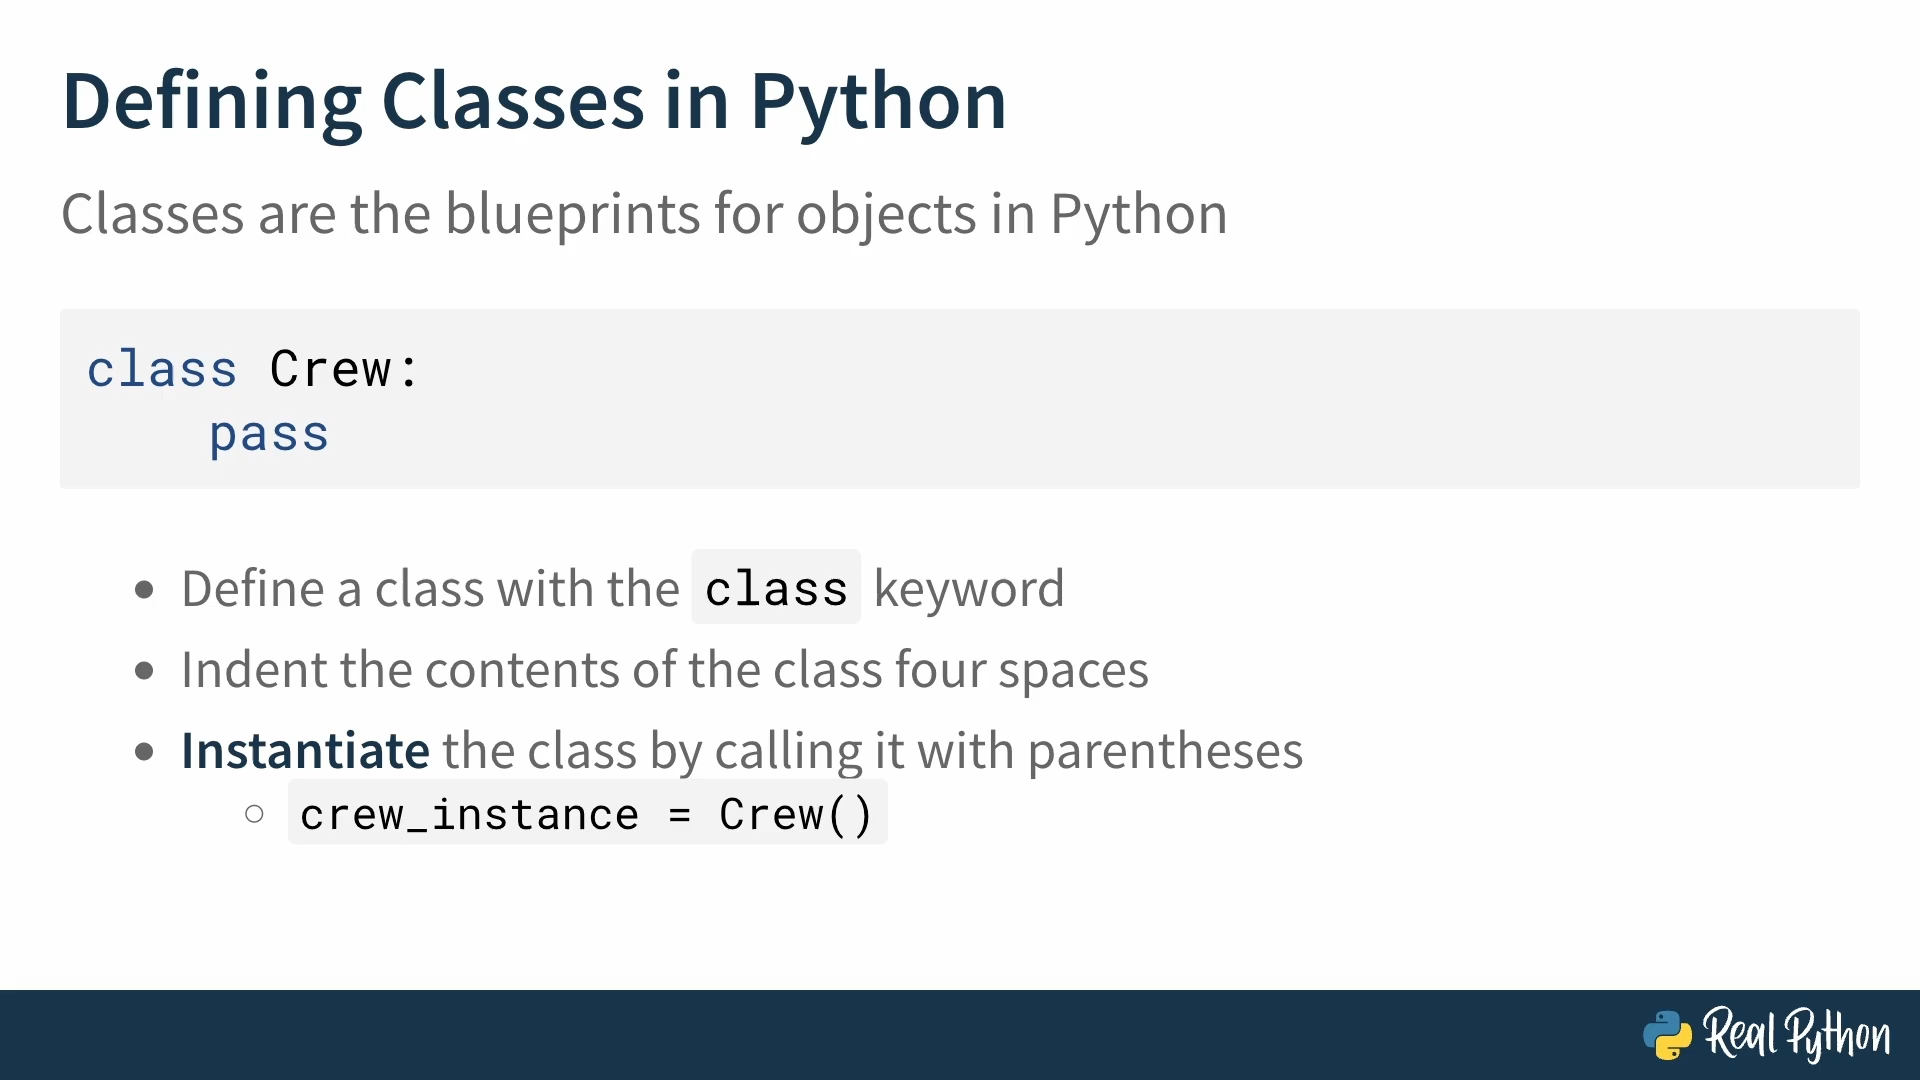 Defining Classes in Python
Classes are the blueprints for objects in Python
class Crew:
    pass
Define a class with the class keyword
Indent the contents of the class four spaces
Instantiate the class by calling it with parentheses
crew_instance = Crew()
Real Python